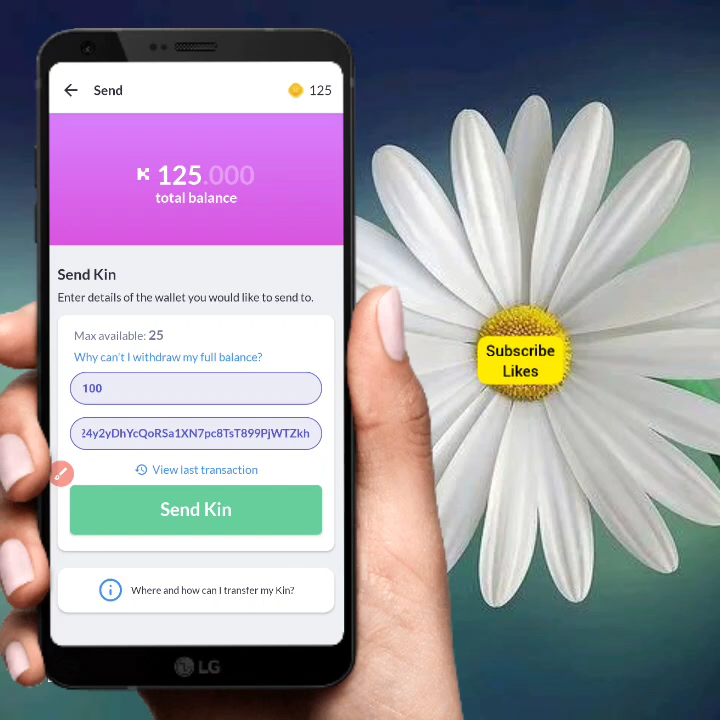 Send
125
125.000
total balance
Send Kin
Enter details of the wallet you would like to send to.
Max available: 25
Why can't I withdraw my full balance?
100
24y2yDhYcQoRSa1XN7pc8TsT899PjWTZkh
View last transaction
Send Kin
Where and how can I transfer my Kin?
LG
Subscribe
Likes